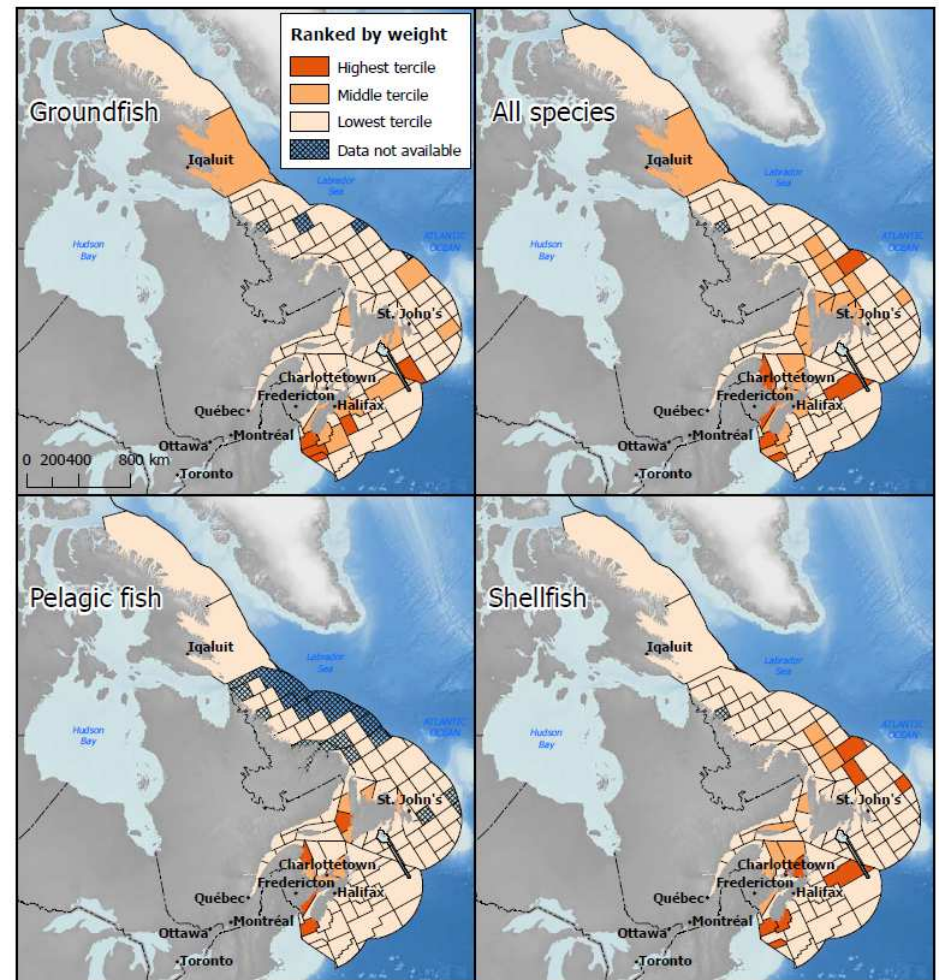 Ranked by weight
Highest tercile
Middle tercile
Lowest tercile
Data not available
Groundfish
Iqaluit
Labrador
Sea
Hudson
Bay
ATLANTIC
OCEAN
St. John's
Charlottetown
Fredericton
Halifax
Québec
Ottawa
Montréal
Toronto
0 200400 800 km
All species
Iqaluit
Labrador
Sea
Hudson
Bay
ATLANTIC
OCEAN
St. John's
Charlottetown
Fredericton
Halifax
Québec
Ottawa
Montréal
Toronto
Pelagic fish
Iqaluit
Labrador
Sea
Hudson
Bay
ATLANTIC
OCEAN
St. John's
Charlottetown
Fredericton
Halifax
Québec
Ottawa
Montréal
Toronto
Shellfish
Iqaluit
Labrador
Sea
Hudson
Bay
ATLANTIC
OCEAN
St. John's
Charlottetown
Fredericton
Halifax
Québec
Ottawa
Montréal
Toronto